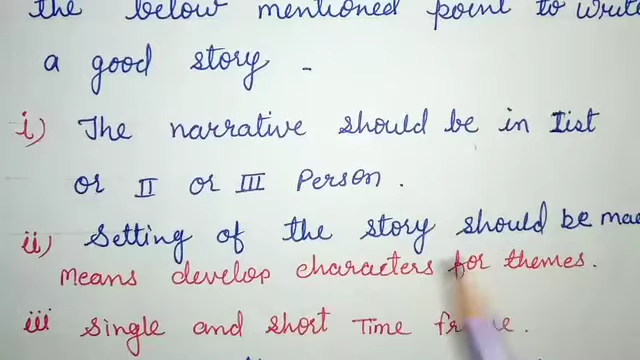 the below mentioned point to write
a good story -
i) The narrative should be in Ist
or II or III Person.
ii) Setting of the story should be
Means develop characters for themes.
iii Single and short Time